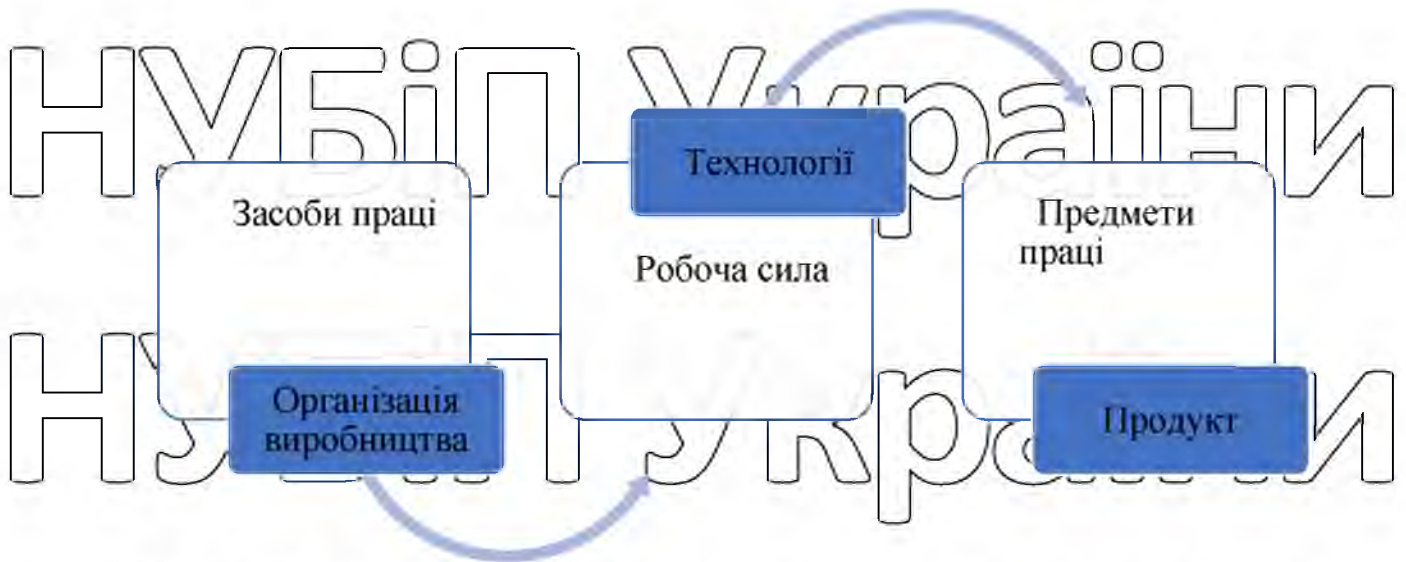 НУБіП України
Технології
Засоби праці
Робоча сила
Предмети
праці
НУБіП України
Організація
виробництва
Продукт